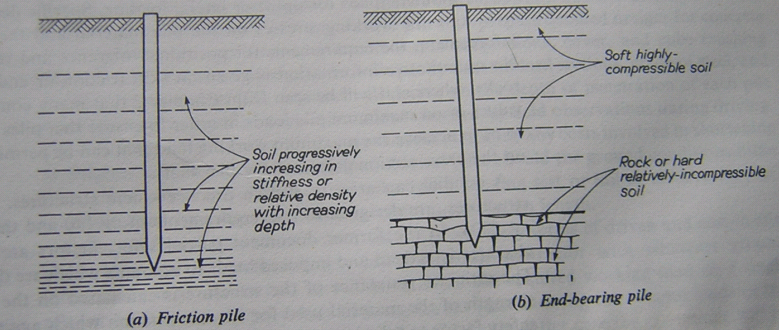 Soil progressively
increasing in
stiffness or
relative density
with increasing
depth
(a) Friction pile
Soft highly-
compressible soil
Rock or hard
relatively-incompressible
soil
(b) End-bearing pile